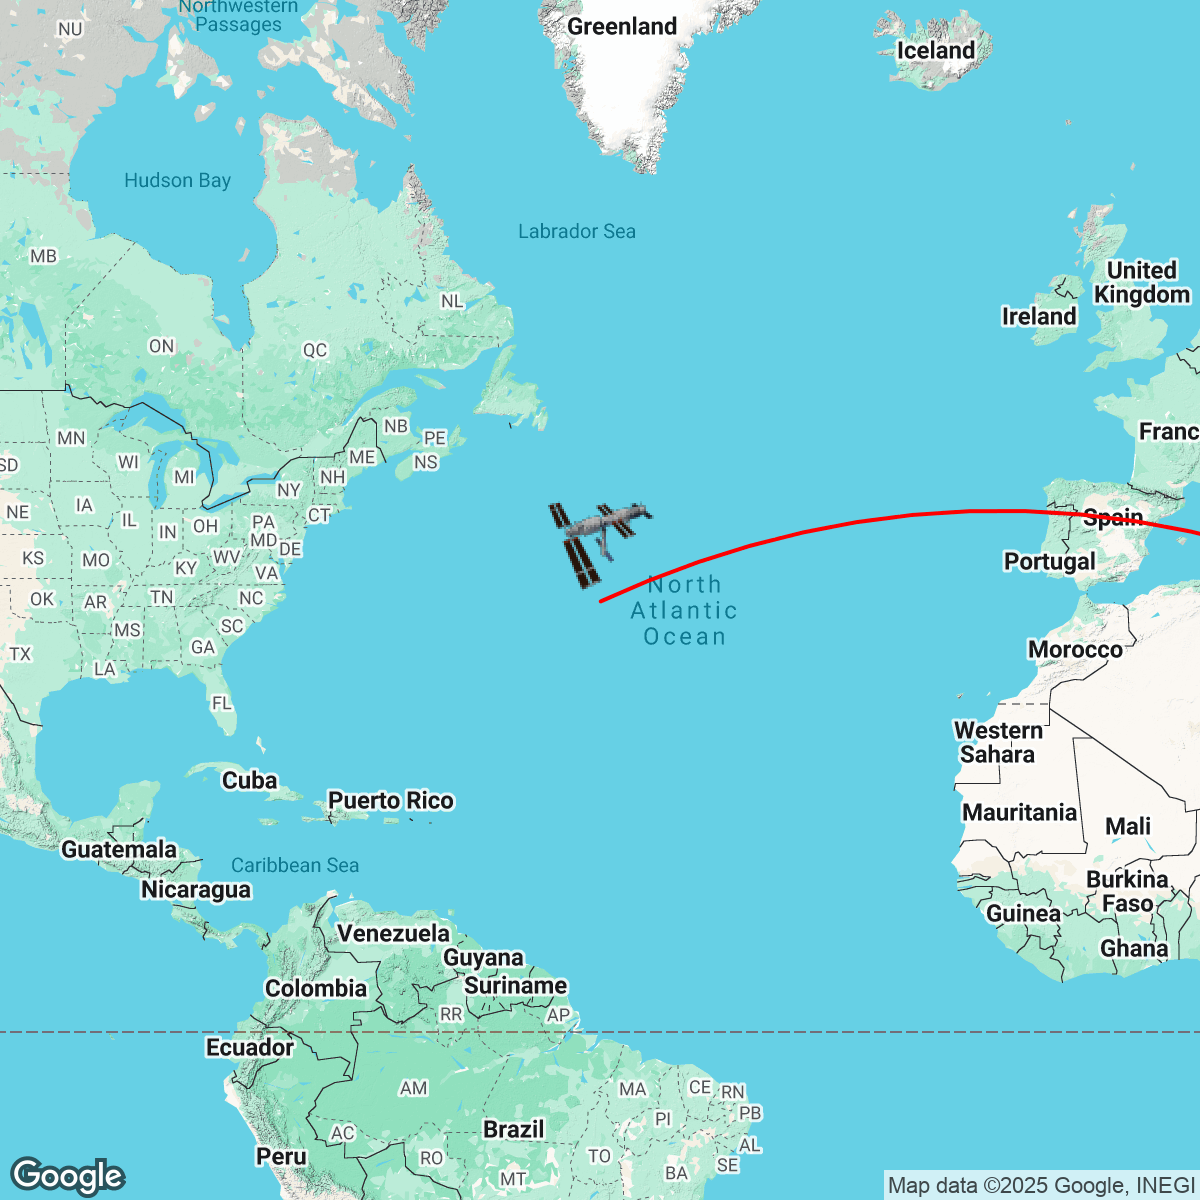 Northwestern
Passages
NU
Greenland
Iceland
Hudson Bay
Labrador Sea
MB
United
Kingdom
NL
Ireland
ON
QC
NB
PE
Franc
MN
ME
NS
WI
SD
MI
NH
NY
NE
IA
IL
CT
Spain
PA
OH
IN
MD
DE
KS
MO
WV
KY
Portugal
VA
North
Atlantic
Ocean
OK
AR
TN
NC
MS
SC
GA
TX
Morocco
LA
FL
Western
Sahara
Cuba
Puerto Rico
Mauritania
Mali
Guatemala
Caribbean Sea
Nicaragua
Burkina
Faso
Guinea
Venezuela
Ghana
Guyana
Suriname
Colombia
RR
AP
Ecuador
AM
MA
CE
RN
PB
PI
Brazil
AC
AL
Peru
RO
TO
SE
BA
MT
Google
Map data ©2025 Google, INEGI